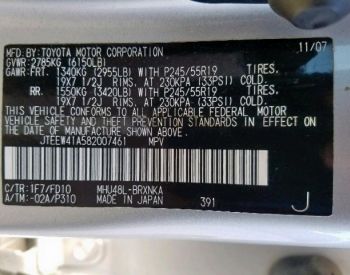 MFD.BY:TOYOTA MOTOR CORPORATION 11/07
GVWR:2785KG (6150LB)
GAWR:FRT. 1340KG (2955LB) WITH P245/55R19 TIRES.
19X7 1/2J RIMS. AT 230KPA (33PSI) COLD.
RR. 1550KG (3420LB) WITH P245/55R19 TIRES.
19X7 1/2J RIMS. AT 230KPA (33PSI) COLD.
THIS VEHICLE CONFORMS TO ALL APPLICABLE FEDERAL MOTOR
VEHICLE SAFETY STANDARDS IN EFFECT ON THE DATE OF
MANUFACTURE SHOWN ABOVE.
JTEEW41A582007461 MPV
C/TR:1F7/FD10 MHU48L-BRXNKA
A/TM:-02A/P310 MADE IN JAPAN 391 J